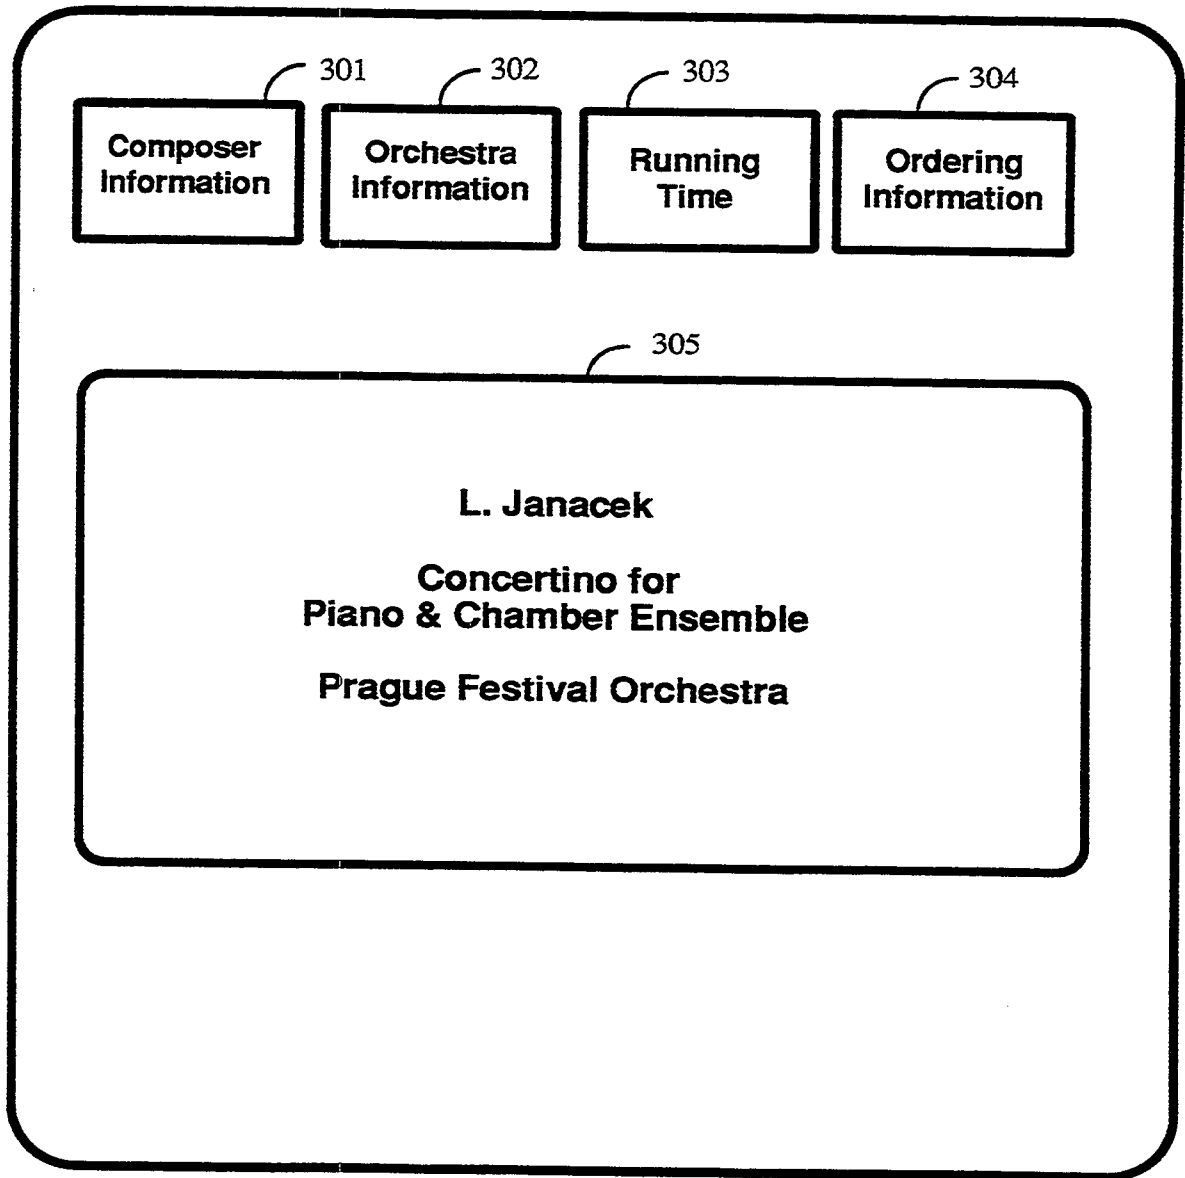 301
302
303
304
Composer
Information
Orchestra
Information
Running
Time
Ordering
Information
305
L. Janacek
Concertino for
Piano & Chamber Ensemble
Prague Festival Orchestra